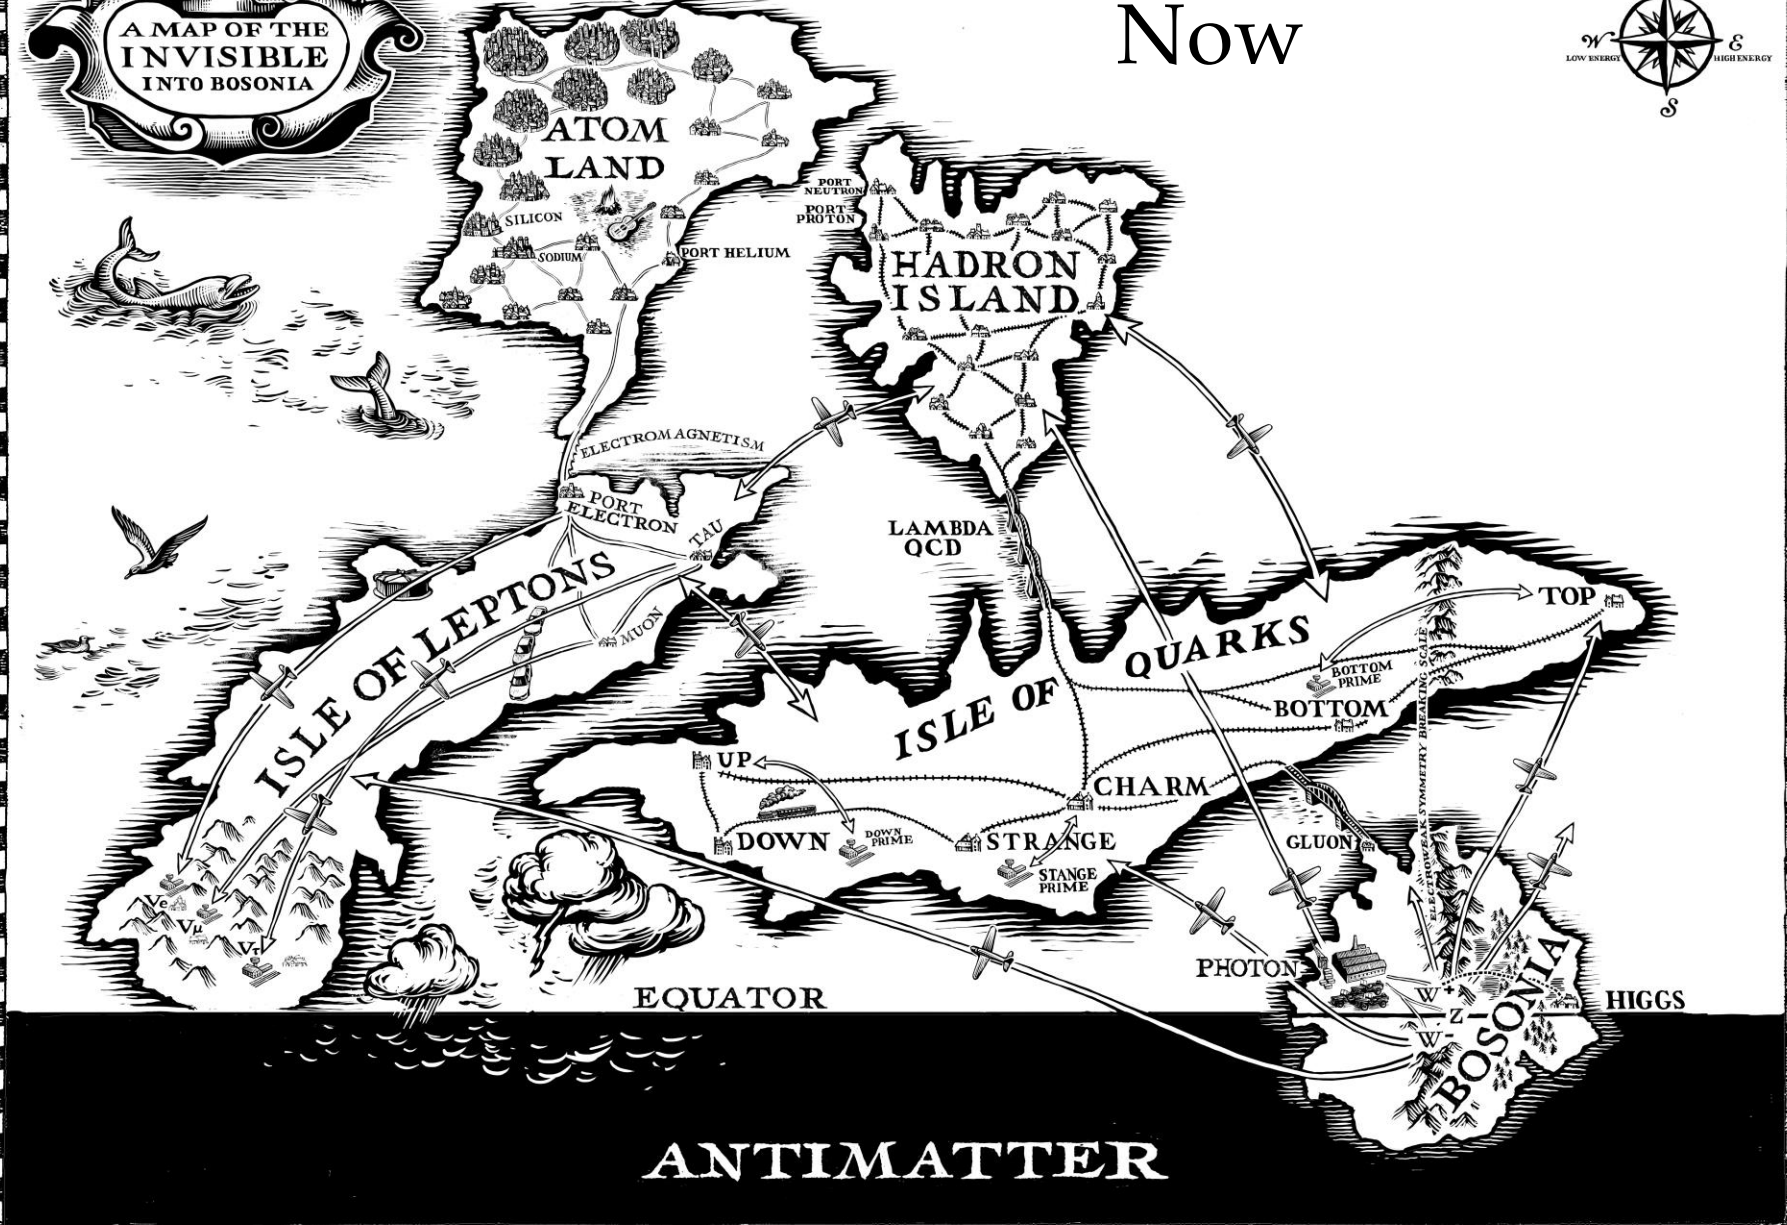 A MAP OF THE
INVISIBLE
INTO BOSONIA
Now
W
LOW ENERGY
E
HIGH ENERGY
S
ATOM
LAND
SILICON
SODIUM
PORT HELIUM
PORT
NEUTRON
PORT
PROTON
HADRON
ISLAND
ELECTROMAGNETISM
PORT
ELECTRON
TAU
MUON
ISLE OF LEPTONS
LAMBDA
QCD
ISLE OF QUARKS
TOP
BOTTOM
PRIME
BOTTOM
ELECTROWEAK SYMMETRY BREAKING SCALE
UP
CHARM
DOWN
DOWN
PRIME
STRANGE
STANGE
PRIME
GLUON
Ve
Vμ
Vτ
PHOTON
W+
Z
W-
BOSONIA
HIGGS
EQUATOR
ANTIMATTER